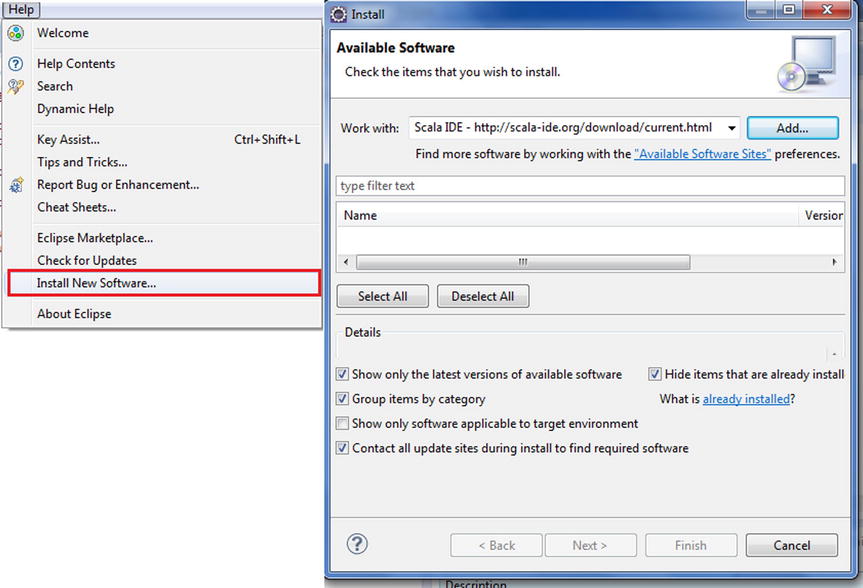 Help
Welcome
Help Contents
Search
Dynamic Help
Key Assist... Ctrl+Shift+L
Tips and Tricks...
Report Bug or Enhancement...
Cheat Sheets...
Eclipse Marketplace...
Check for Updates
Install New Software...
About Eclipse
Install
Available Software
Check the items that you wish to install.
Work with: Scala IDE - http://scala-ide.org/download/current.html Add...
Find more software by working with the "Available Software Sites" preferences.
type filter text
Name Version
Select All Deselect All
Details
Show only the latest versions of available software Hide items that are already install
Group items by category What is already installed?
Show only software applicable to target environment
Contact all update sites during install to find required software
< Back Next > Finish Cancel
Description